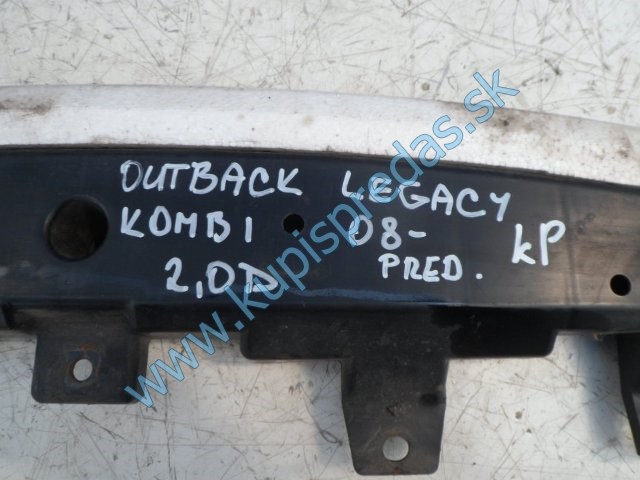 OUTBACK LEGACY
KOMBI 08- kP
2,0D PRED.
www.kupispredas.sk